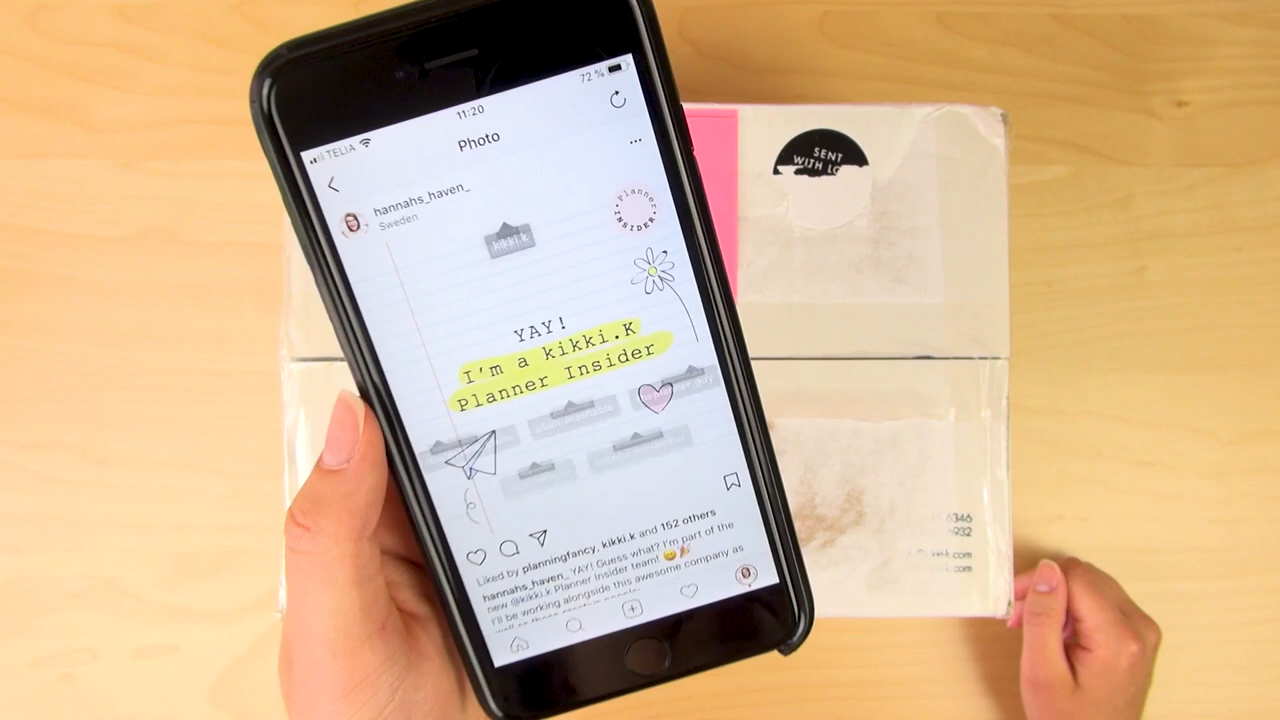 72 %
11:20
TELIA
Photo
hannahs_haven_
Sweden
Planner
INSIDER
kikki.k
YAY!
I'm a kikki.K
Planner Insider
Liked by planningfancy, kikki.k and 152 others
hannahs_haven_ YAY! Guess what? I'm part of the
new @kikki.k Planner Insider team! 😀🎉
I'll be working alongside this awesome company as
SENT
WITH
6346
6932
.com
.com